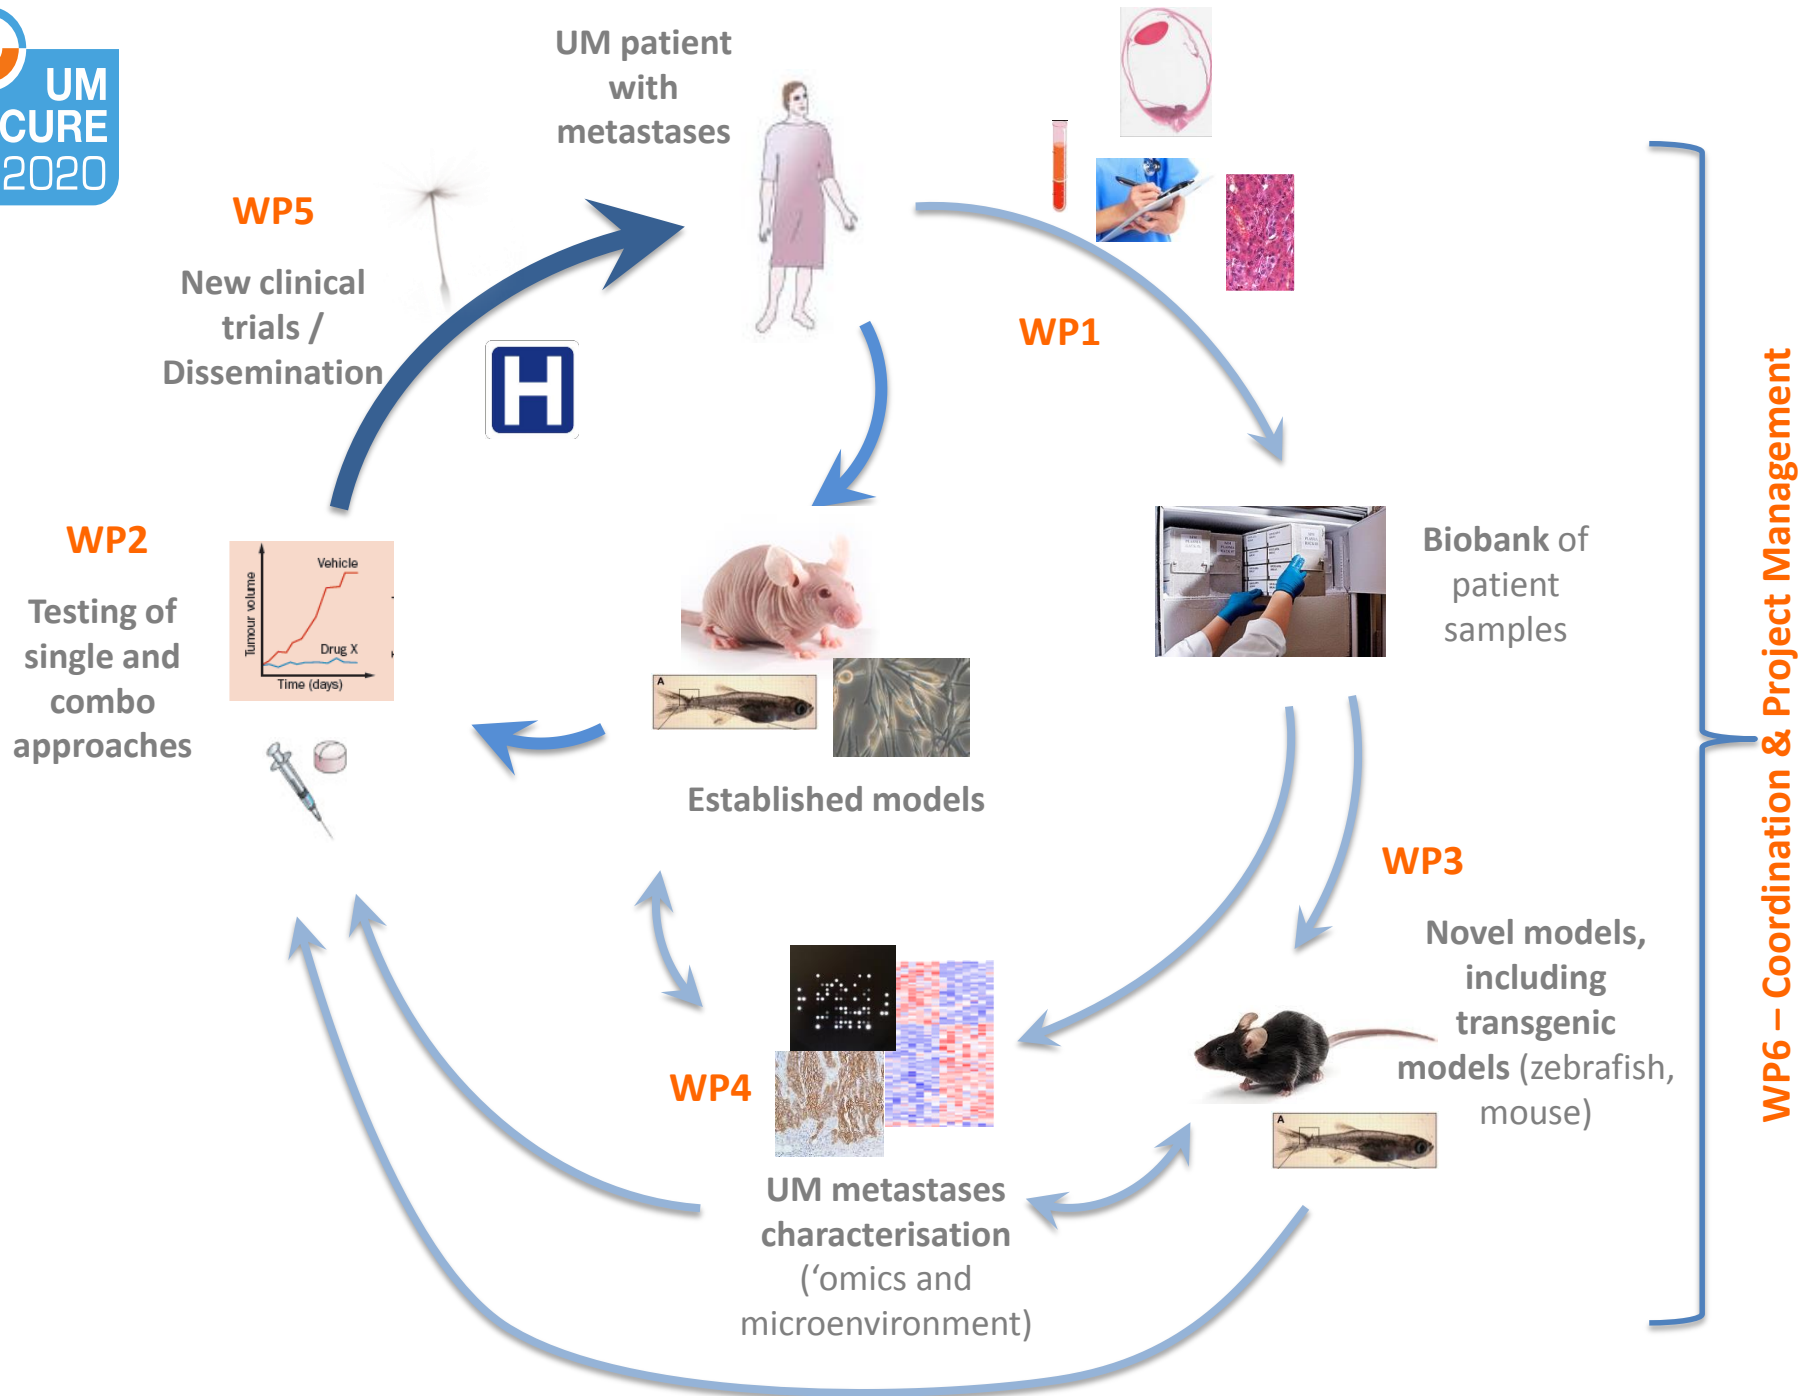 UM
CURE
2020
UM patient
with
metastases
WP5
New clinical
trials /
Dissemination
H
WP1
WP2
Testing of
single and
combo
approaches
Tumour volume
Vehicle
Drug X
Time (days)
A
Established models
Biobank of
patient
samples
WP3
Novel models,
including
transgenic
models (zebrafish,
mouse)
A
WP4
UM metastases
characterisation
(‘omics and
microenvironment)
WP6 – Coordination & Project Management